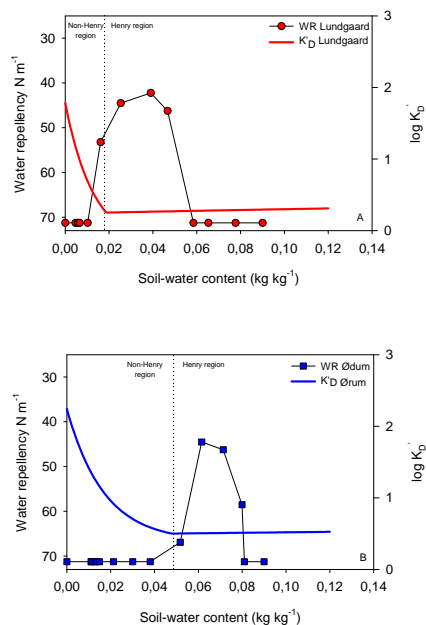 Non-Henry Henry region
region
WR Lundgaard
K'D Lundgaard
Water repellency N m-1
30
40
50
60
70
0
1
2
3
log KD'
A
0,00 0,02 0,04 0,06 0,08 0,10 0,12 0,14
Soil-water content (kg kg-1)
Non-Henry Henry region
region
WR Ødum
K'D Ørum
Water repellency N m-1
30
40
50
60
70
0
1
2
3
log KD'
B
0,00 0,02 0,04 0,06 0,08 0,10 0,12 0,14
Soil-water content (kg kg-1)